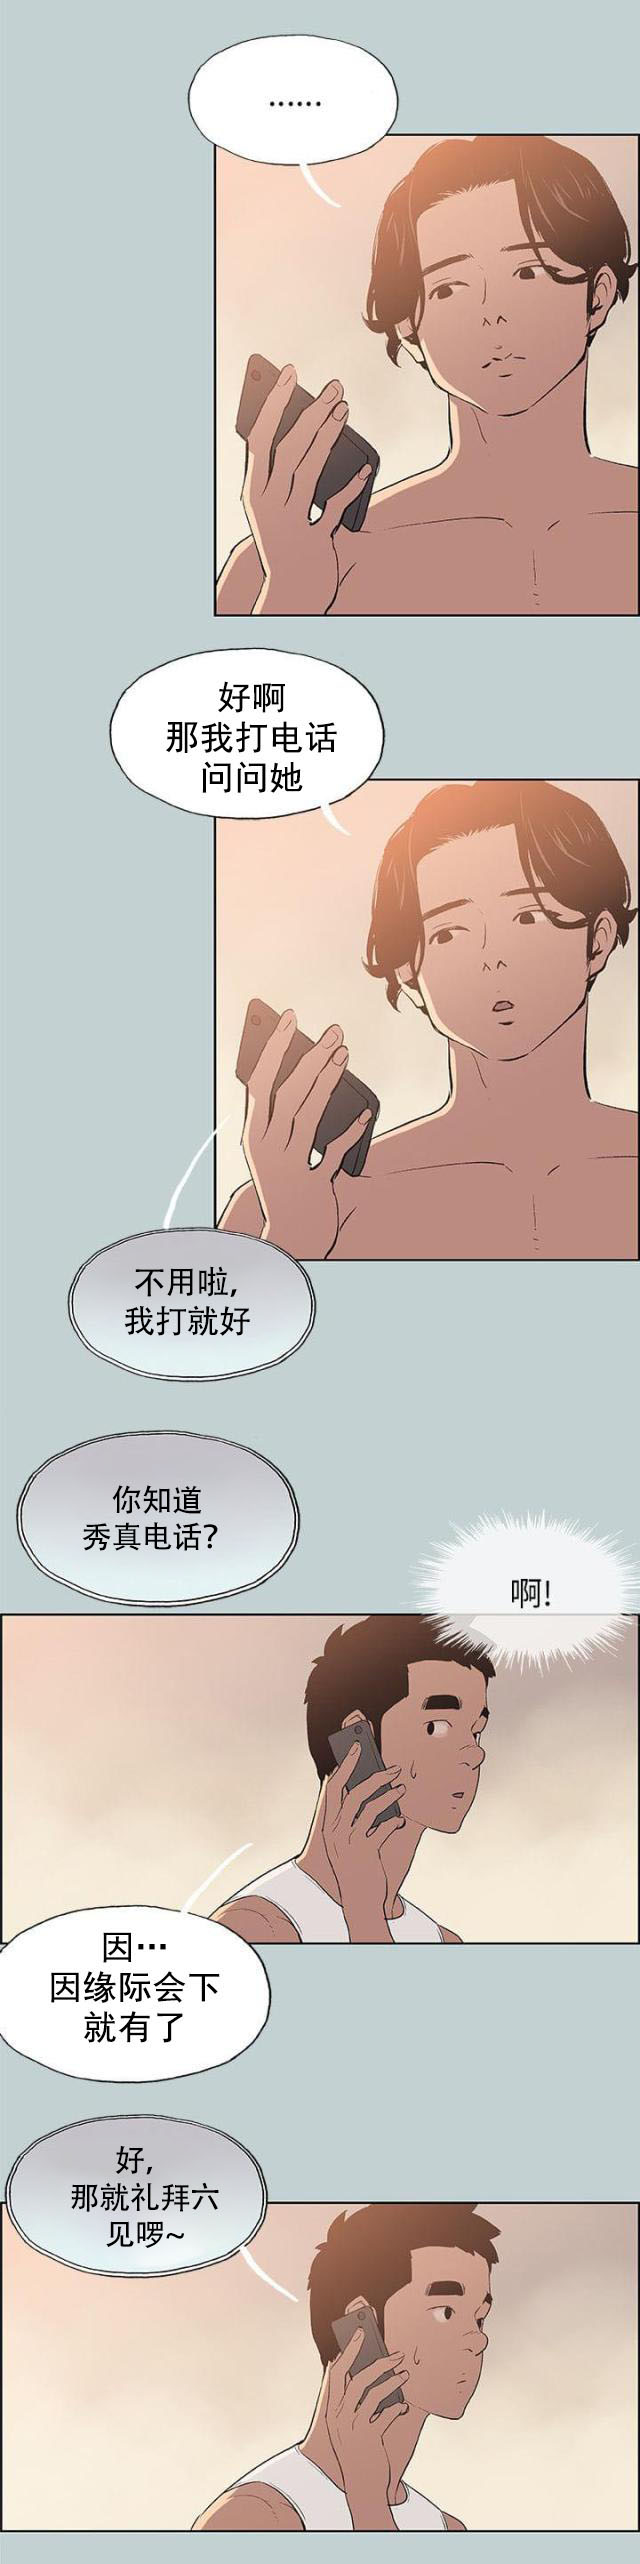 ······
好啊
那我打电话
问问她
不用啦,
我打就好
你知道
秀真电话?
啊!
因···
因缘际会下
就有了
好,
那就礼拜六
见啰~